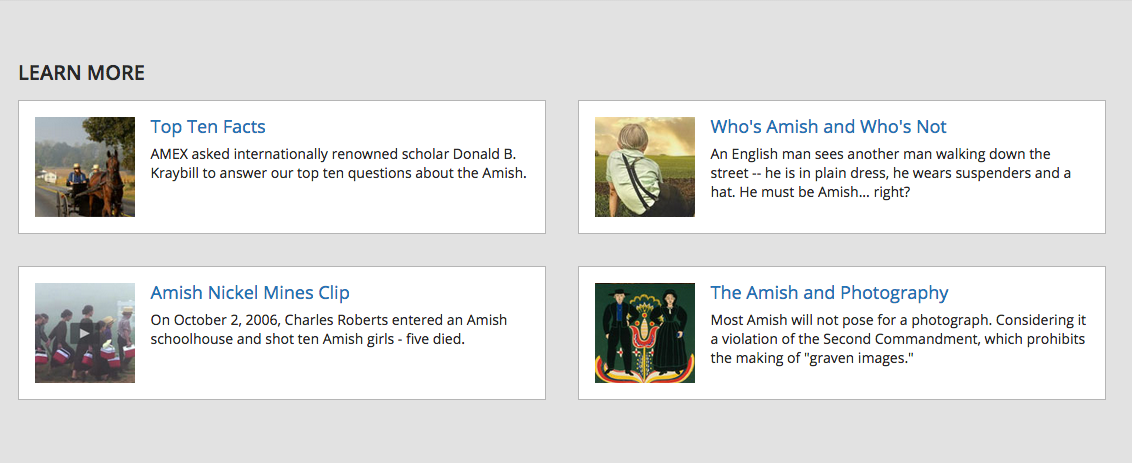 LEARN MORE
Top Ten Facts
AMEX asked internationally renowned scholar Donald B.
Kraybill to answer our top ten questions about the Amish.
Who's Amish and Who's Not
An English man sees another man walking down the
street -- he is in plain dress, he wears suspenders and a
hat. He must be Amish... right?
Amish Nickel Mines Clip
On October 2, 2006, Charles Roberts entered an Amish
schoolhouse and shot ten Amish girls - five died.
The Amish and Photography
Most Amish will not pose for a photograph. Considering it
a violation of the Second Commandment, which prohibits
the making of "graven images."